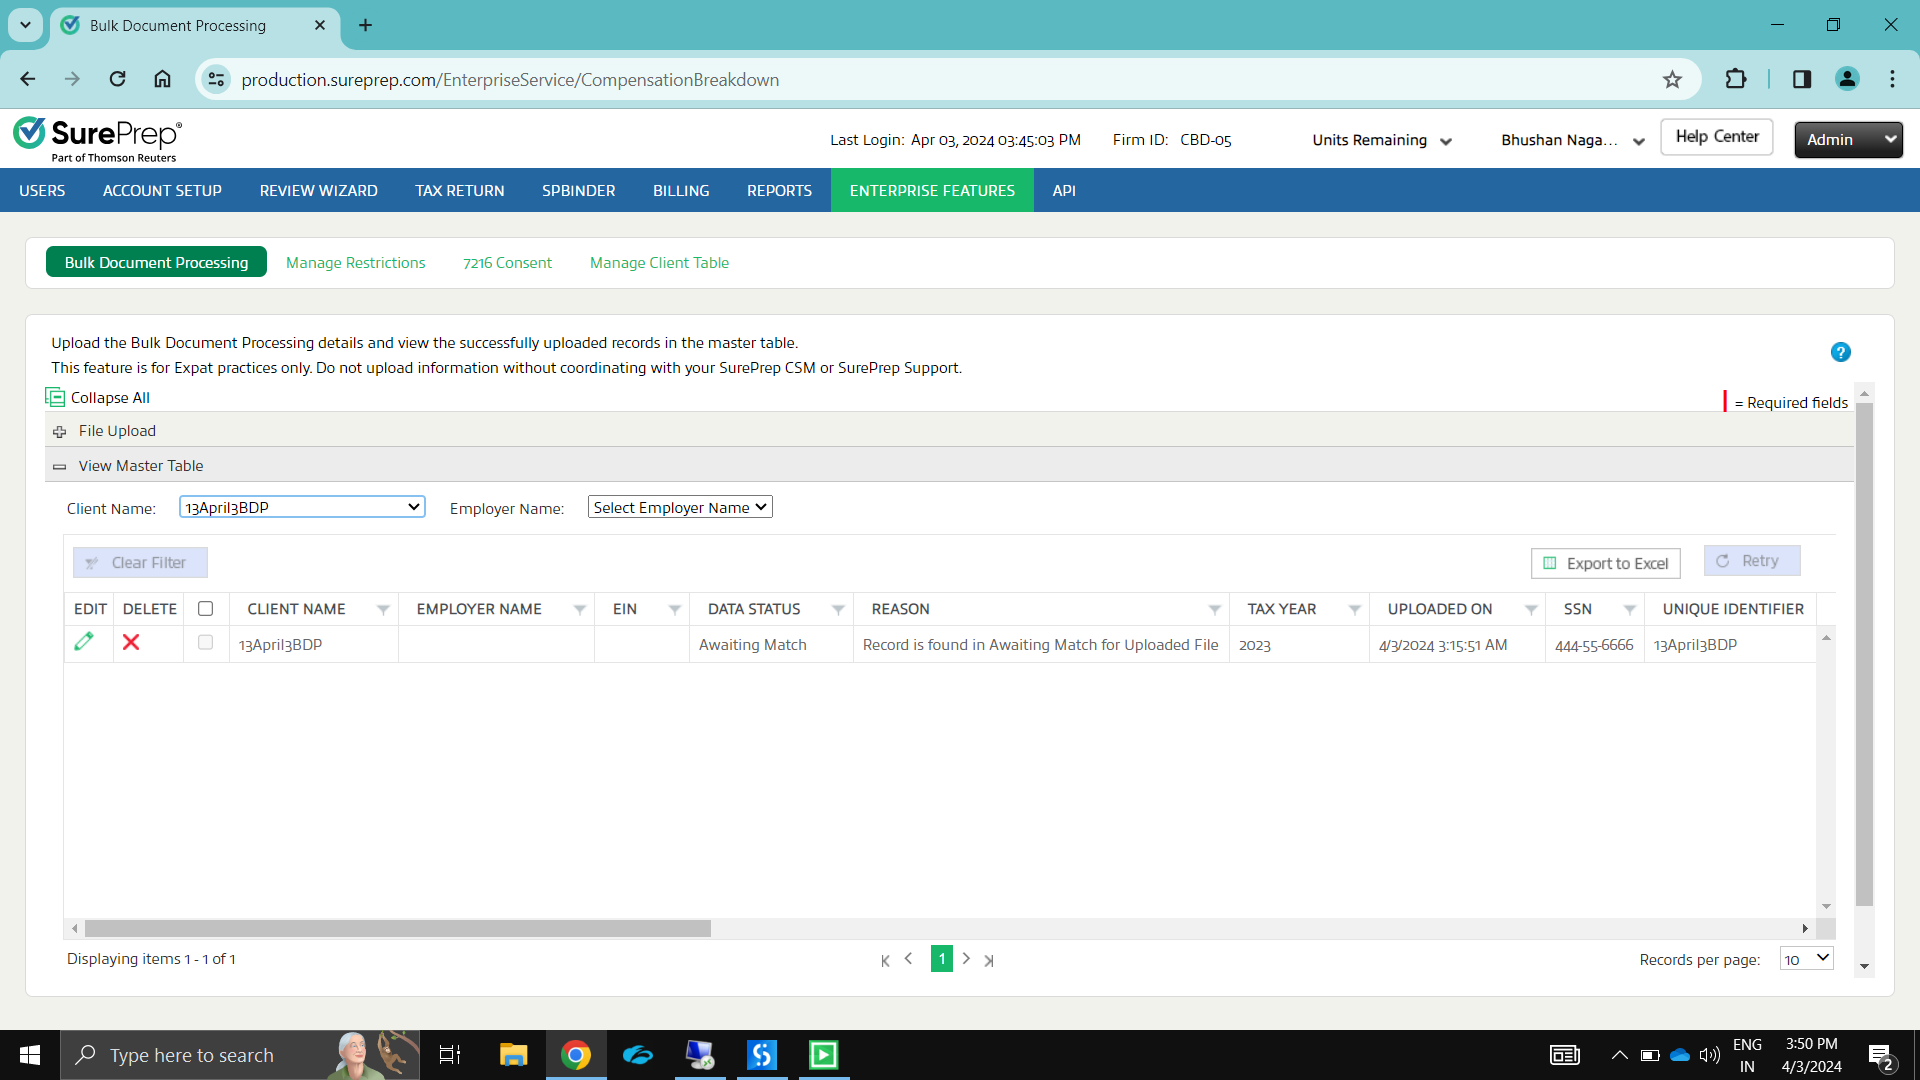 Bulk Document Processing
production.sureprep.com/EnterpriseService/CompensationBreakdown
SurePrep®
Part of Thomson Reuters
Last Login: Apr 03, 2024 03:45:03 PM Firm ID: CBD-05 Units Remaining Bhushan Naga... Help Center Admin
USERS ACCOUNT SETUP REVIEW WIZARD TAX RETURN SPBINDER BILLING REPORTS ENTERPRISE FEATURES API
Bulk Document Processing Manage Restrictions 7216 Consent Manage Client Table
Upload the Bulk Document Processing details and view the successfully uploaded records in the master table.
This feature is for Expat practices only. Do not upload information without coordinating with your SurePrep CSM or SurePrep Support.
?
Collapse All
= Required fields
File Upload
View Master Table
Client Name: 13April3BDP Employer Name: Select Employer Name
Clear Filter Export to Excel Retry
EDIT DELETE CLIENT NAME EMPLOYER NAME EIN DATA STATUS REASON TAX YEAR UPLOADED ON SSN UNIQUE IDENTIFIER
13April3BDP Awaiting Match Record is found in Awaiting Match for Uploaded File 2023 4/3/2024 3:15:51 AM 444-55-6666 13April3BDP
Displaying items 1 - 1 of 1 1 Records per page: 10
Type here to search
ENG
IN
3:50 PM
4/3/2024
2